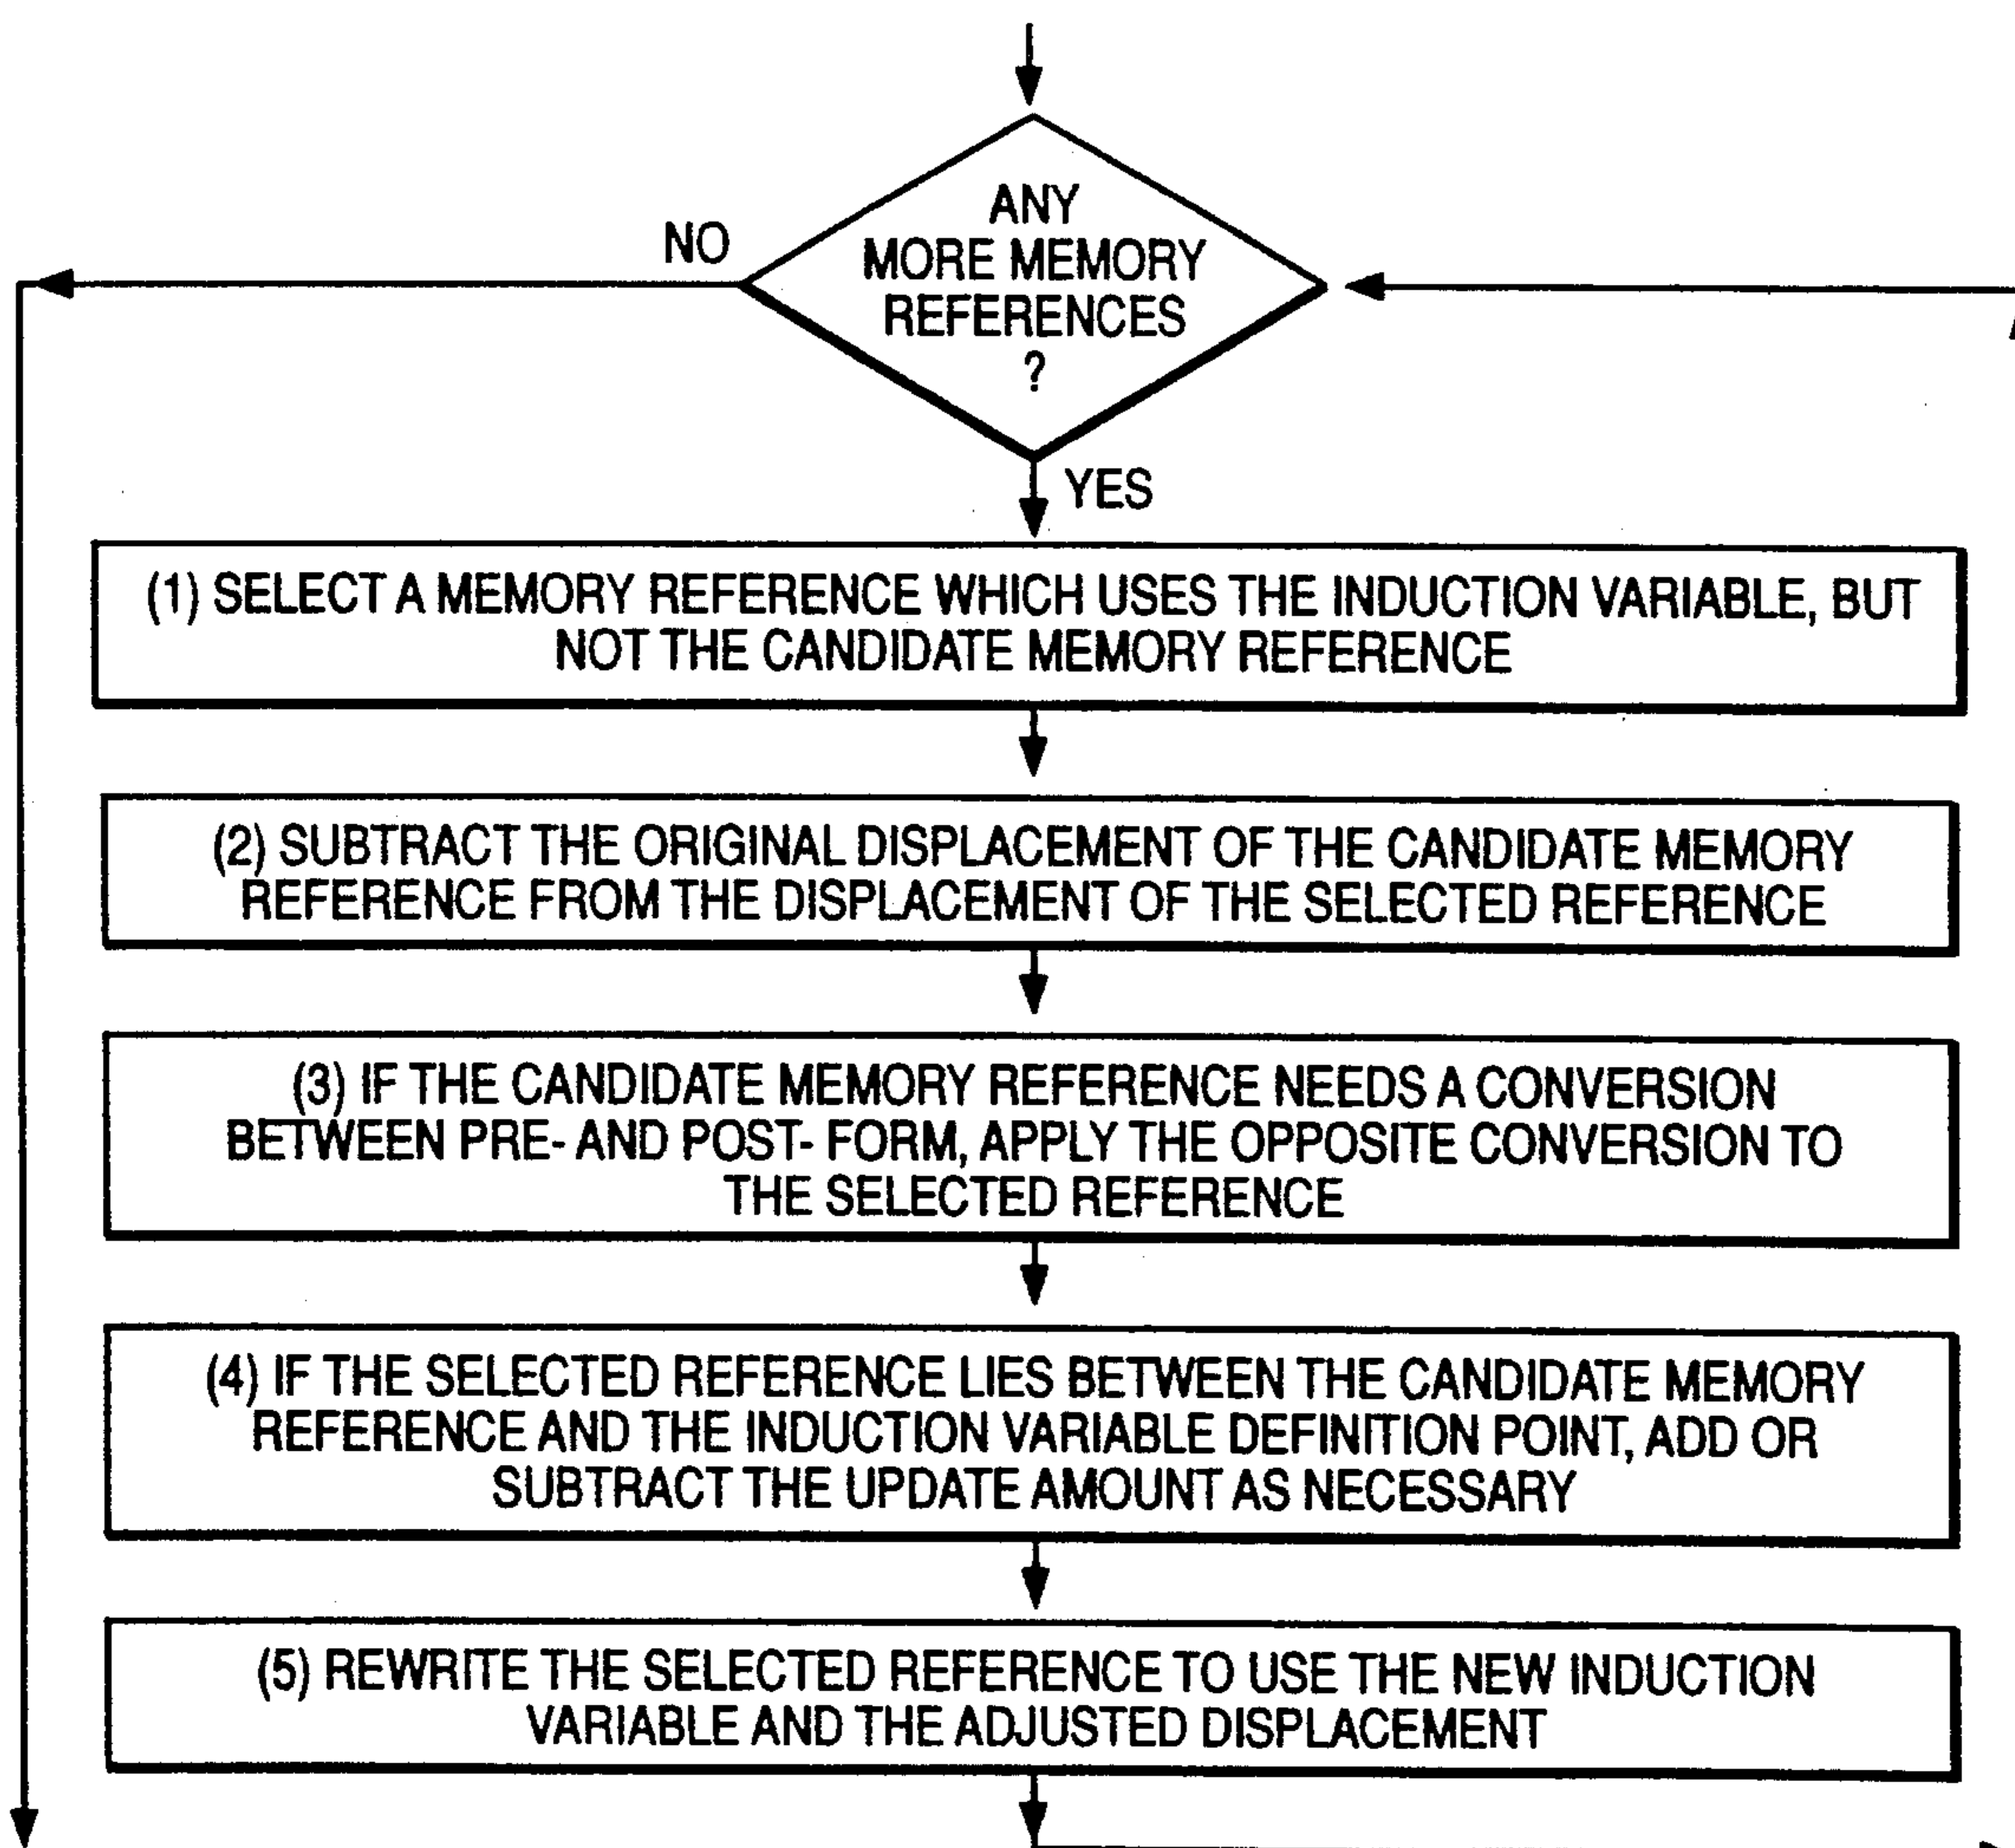 ANY
MORE MEMORY
REFERENCES
?
NO
YES
(1) SELECT A MEMORY REFERENCE WHICH USES THE INDUCTION VARIABLE, BUT
NOT THE CANDIDATE MEMORY REFERENCE
(2) SUBTRACT THE ORIGINAL DISPLACEMENT OF THE CANDIDATE MEMORY
REFERENCE FROM THE DISPLACEMENT OF THE SELECTED REFERENCE
(3) IF THE CANDIDATE MEMORY REFERENCE NEEDS A CONVERSION
BETWEEN PRE- AND POST- FORM, APPLY THE OPPOSITE CONVERSION TO
THE SELECTED REFERENCE
(4) IF THE SELECTED REFERENCE LIES BETWEEN THE CANDIDATE MEMORY
REFERENCE AND THE INDUCTION VARIABLE DEFINITION POINT, ADD OR
SUBTRACT THE UPDATE AMOUNT AS NECESSARY
(5) REWRITE THE SELECTED REFERENCE TO USE THE NEW INDUCTION
VARIABLE AND THE ADJUSTED DISPLACEMENT